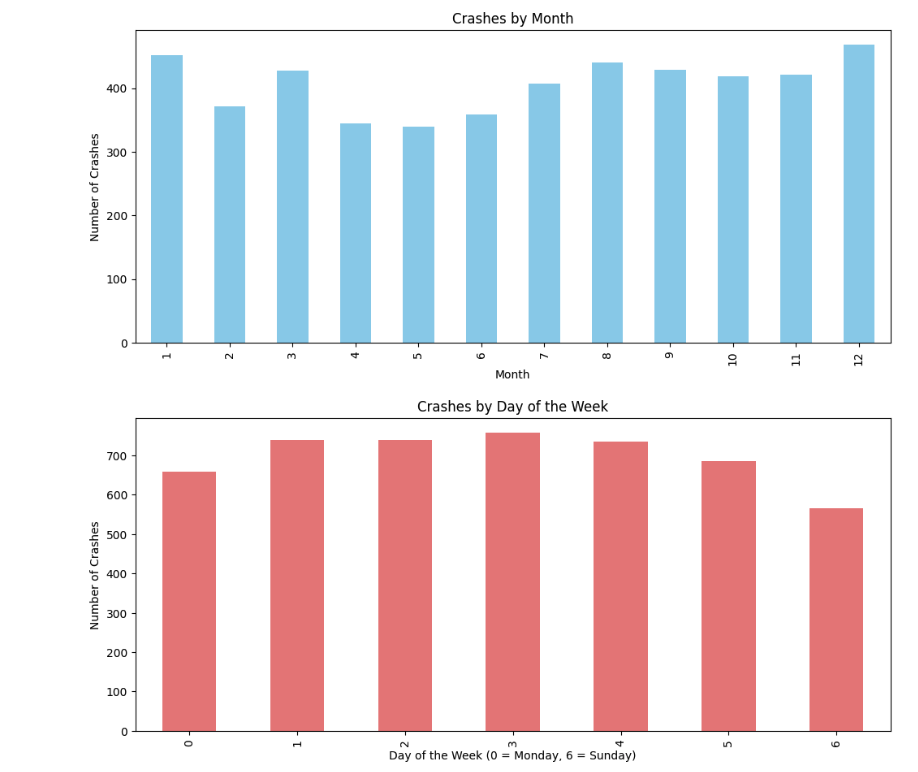 Crashes by Month
400
300
200
100
0
Number of Crashes
1 2 3 4 5 6 7 8 9 10 11 12
Month
Crashes by Day of the Week
700
600
500
400
300
200
100
0
Number of Crashes
0 1 2 3 4 5 6
Day of the Week (0 = Monday, 6 = Sunday)